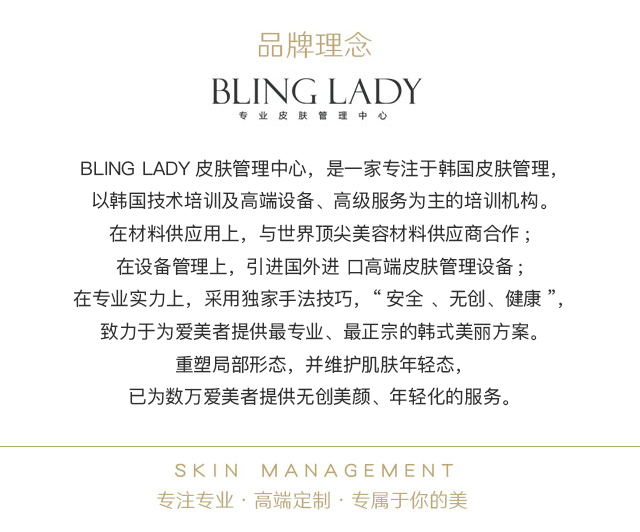 品牌理念
BLING LADY
专业皮肤管理中心
BLING LADY 皮肤管理中心，是一家专注于韩国皮肤管理，
以韩国技术培训及高端设备、高级服务为主的培训机构。
在材料供应用上，与世界顶尖美容材料供应商合作；
在设备管理上，引进国外进 口高端皮肤管理设备；
在专业实力上，采用独家手法技巧，“ 安全 、无创、健康 ”，
致力于为爱美者提供最专业、最正宗的韩式美丽方案。
重塑局部形态，并维护肌肤年轻态，
已为数万爱美者提供无创美颜、年轻化的服务。
SKIN MANAGEMENT
专注专业 · 高端定制 · 专属于你的美